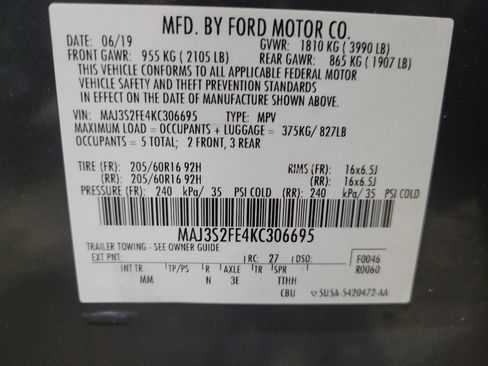 MFD. BY FORD MOTOR CO.
DATE: 06/19 GVWR: 1810 KG ( 3990 LB)
FRONT GAWR: 955 KG ( 2105 LB) REAR GAWR: 865 KG ( 1907 LB)
THIS VEHICLE CONFORMS TO ALL APPLICABLE FEDERAL MOTOR
VEHICLE SAFETY AND THEFT PREVENTION STANDARDS
IN EFFECT ON THE DATE OF MANUFACTURE SHOWN ABOVE.
VIN: MAJ3S2FE4KC306695 TYPE: MPV
MAXIMUM LOAD = OCCUPANTS + LUGGAGE = 375KG/ 827LB
OCCUPANTS = 5 TOTAL; 2 FRONT, 3 REAR
TIRE (FR): 205/60R16 92H RIMS (FR): 16x6.5J
(RR): 205/60R16 92H (RR): 16x6.5J
PRESSURE (FR): 240 kPa/ 35 PSI COLD (RR): 240 kPa/ 35 PSI COLD
MAJ3S2FE4KC306695
TRAILER TOWING - SEE OWNER GUIDE
EXT PNT: RC: 27 DSO: F0046
R0060
INT TR TP/PS R AXLE TR SPR
MM N 3E TTHH
CBU SU5A-5420472-AA